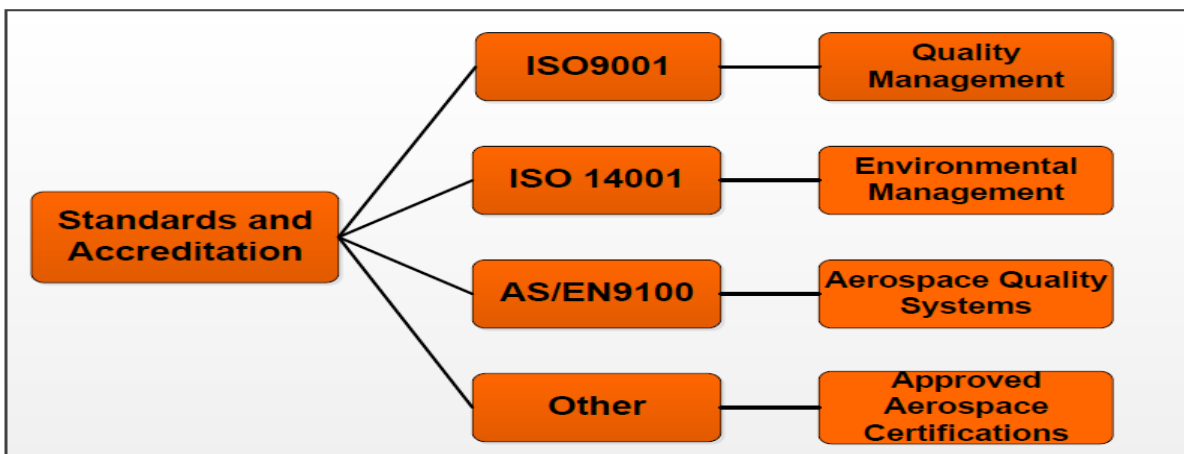 Standards and
Accreditation
ISO9001
Quality
Management
ISO 14001
Environmental
Management
AS/EN9100
Aerospace Quality
Systems
Other
Approved
Aerospace
Certifications